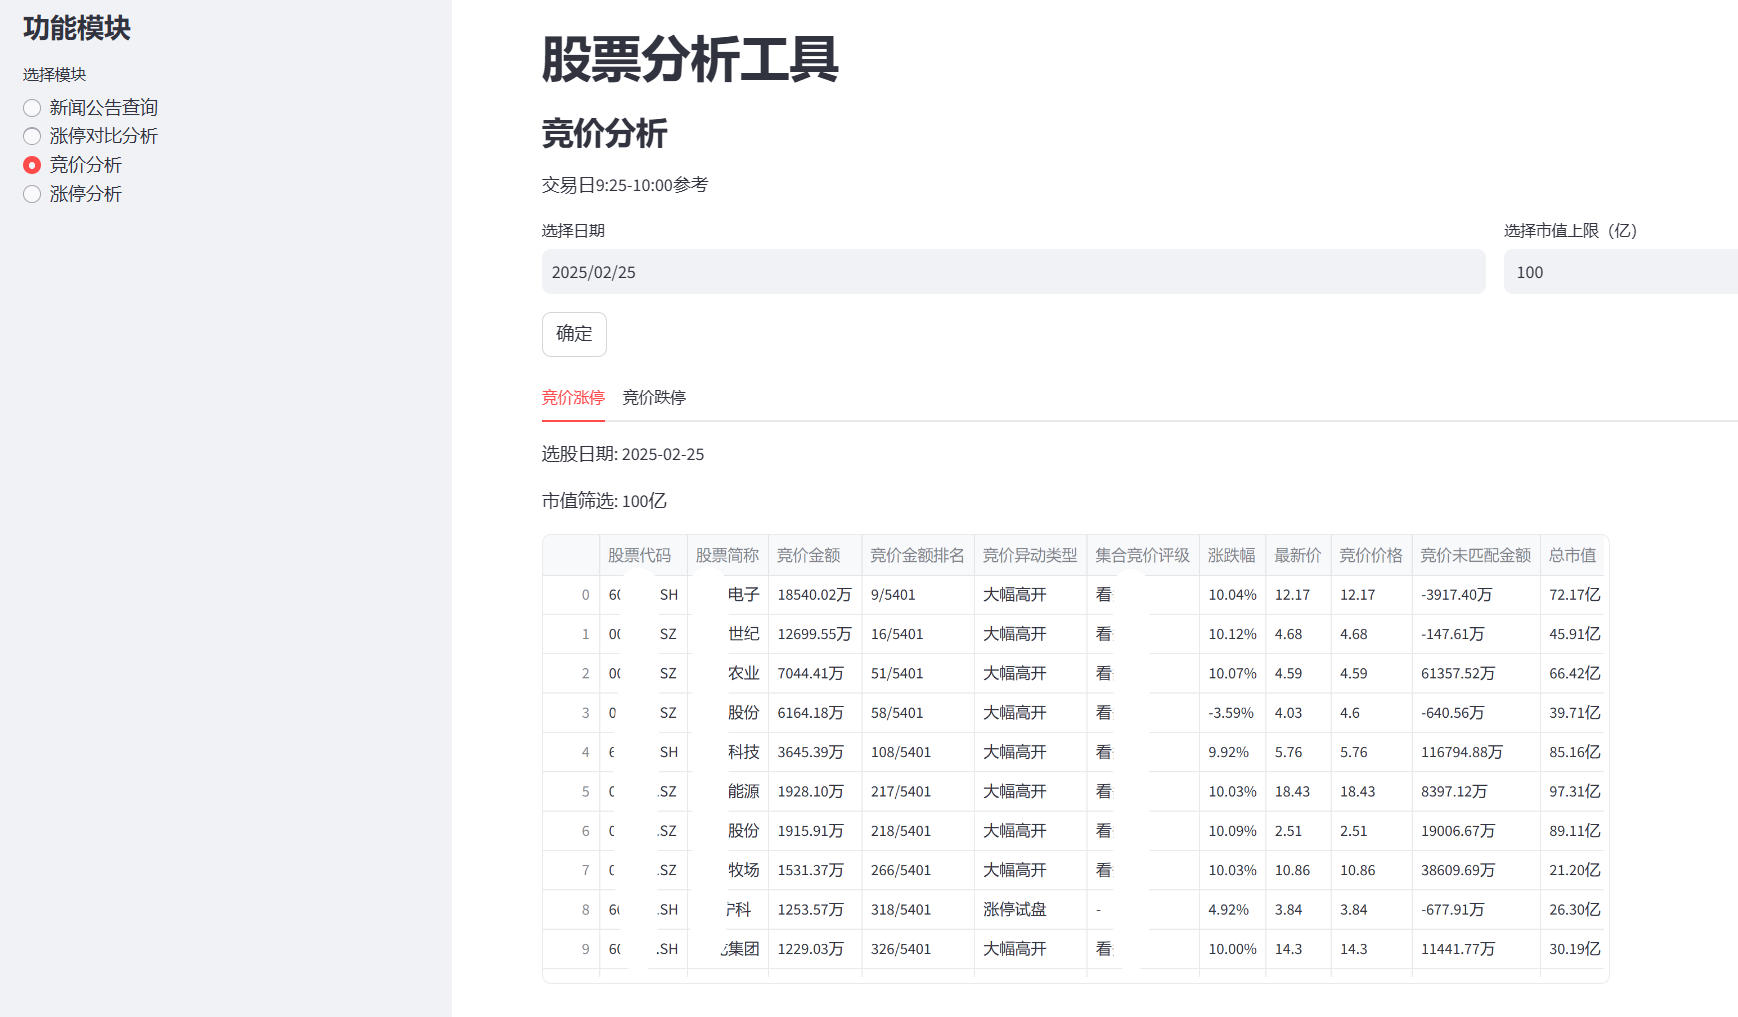 功能模块
选择模块
新闻公告查询
涨停对比分析
竞价分析
涨停分析
股票分析工具
竞价分析
交易日9:25-10:00参考
选择日期 选择市值上限（亿）
2025/02/25 100
确定
竞价涨停 竞价跌停
选股日期: 2025-02-25
市值筛选: 100亿
股票代码 股票简称 竞价金额 竞价金额排名 竞价异动类型 集合竞价评级 涨跌幅 最新价 竞价价格 竞价未匹配金额 总市值
0 60 SH 电子 18540.02万 9/5401 大幅高开 看 10.04% 12.17 12.17 -3917.40万 72.17亿
1 00 SZ 世纪 12699.55万 16/5401 大幅高开 看 10.12% 4.68 4.68 -147.61万 45.91亿
2 00 SZ 农业 7044.41万 51/5401 大幅高开 看 10.07% 4.59 4.59 61357.52万 66.42亿
3 0 SZ 股份 6164.18万 58/5401 大幅高开 看 -3.59% 4.03 4.6 -640.56万 39.71亿
4 6 SH 科技 3645.39万 108/5401 大幅高开 看 9.92% 5.76 5.76 116794.88万 85.16亿
5 0 .SZ 能源 1928.10万 217/5401 大幅高开 看 10.03% 18.43 18.43 8397.12万 97.31亿
6 0 .SZ 股份 1915.91万 218/5401 大幅高开 看 10.09% 2.51 2.51 19006.67万 89.11亿
7 0 .SZ 牧场 1531.37万 266/5401 大幅高开 看 10.03% 10.86 10.86 38609.69万 21.20亿
8 60 .SH 科 1253.57万 318/5401 涨停试盘 - 4.92% 3.84 3.84 -677.91万 26.30亿
9 60 .SH 集团 1229.03万 326/5401 大幅高开 看 10.00% 14.3 14.3 11441.77万 30.19亿